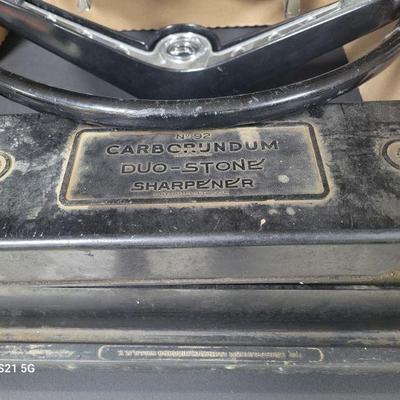 No 92
CARBORUNDUM
DUO-STONE
SHARPENER
S21 5G